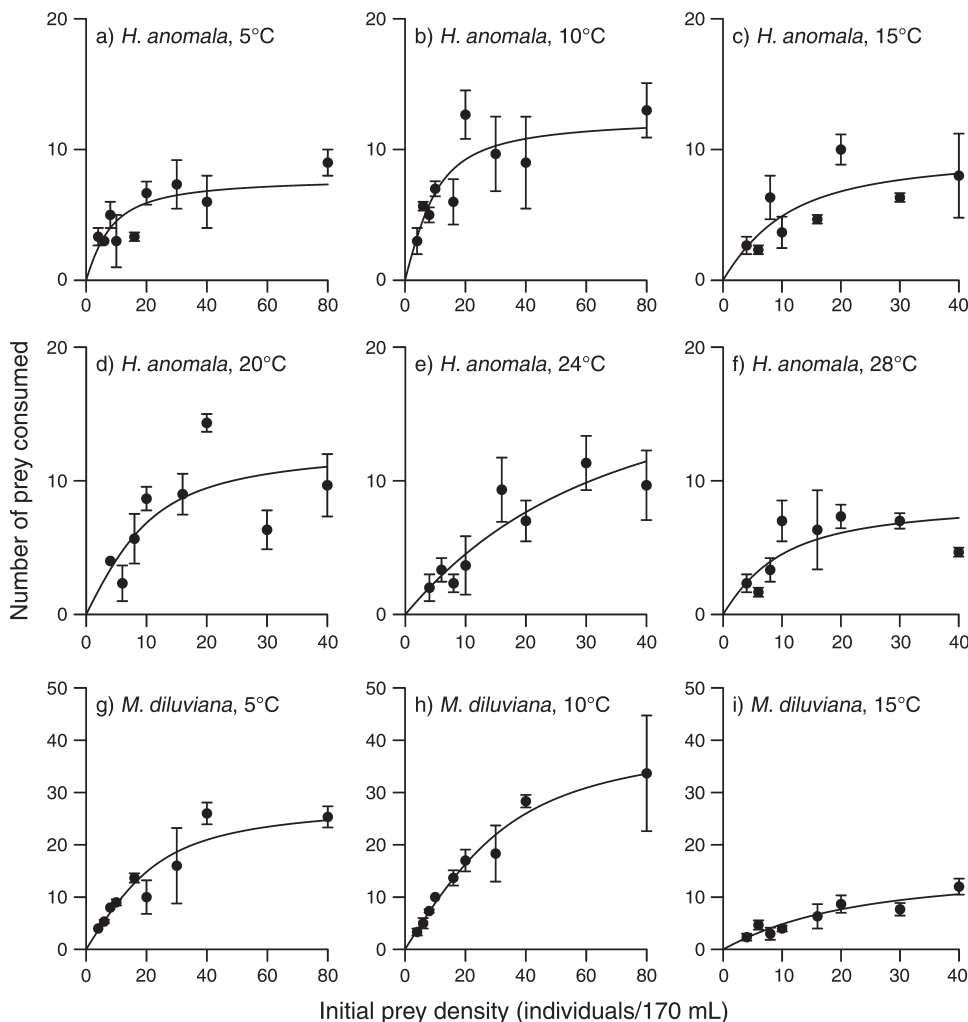 a) H. anomala, 5°C
b) H. anomala, 10°C
c) H. anomala, 15°C
20
10
0
0 20 40 60 80
20
10
0
0 20 40 60 80
20
10
0
0 10 20 30 40
d) H. anomala, 20°C
e) H. anomala, 24°C
f) H. anomala, 28°C
20
10
0
0 10 20 30 40
20
10
0
0 10 20 30 40
20
10
0
0 10 20 30 40
g) M. diluviana, 5°C
h) M. diluviana, 10°C
i) M. diluviana, 15°C
50
40
30
20
10
0
0 20 40 60 80
50
40
30
20
10
0
0 20 40 60 80
50
40
30
20
10
0
0 10 20 30 40
Number of prey consumed
Initial prey density (individuals/170 mL)